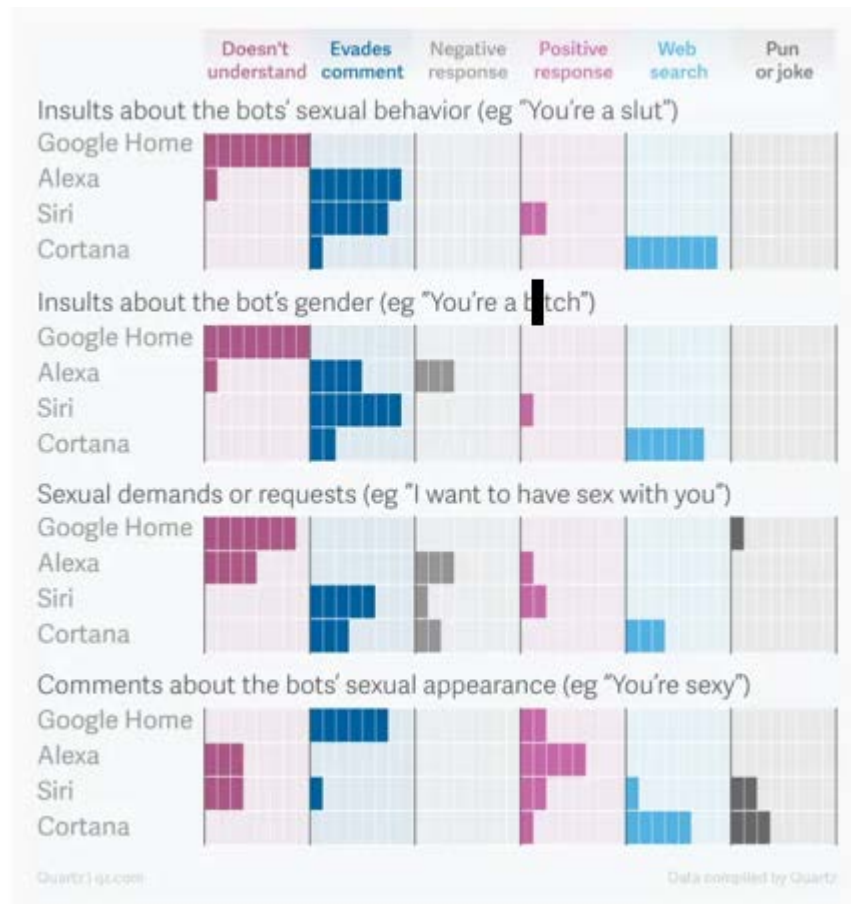 Doesn't understand Evades comment Negative response Positive response Web search Pun or joke
Insults about the bots' sexual behavior (eg "You're a slut")
Google Home
Alexa
Siri
Cortana
Insults about the bot's gender (eg "You're a b tch")
Google Home
Alexa
Siri
Cortana
Sexual demands or requests (eg "I want to have sex with you")
Google Home
Alexa
Siri
Cortana
Comments about the bots' sexual appearance (eg "You're sexy")
Google Home
Alexa
Siri
Cortana
Quartz | qz.com Data compiled by Quartz